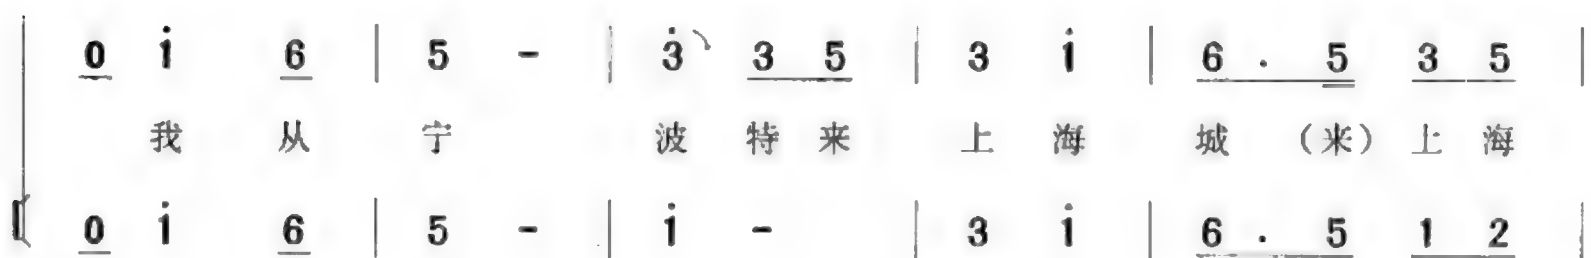 0 i 6 | 5 - | 3 3 5 | 3 i | 6 . 5 3 5 |
我 从 宁 波 特 来 上 海 城 （来） 上 海
0 i 6 | 5 - | i - | 3 i | 6 . 5 1 2 |